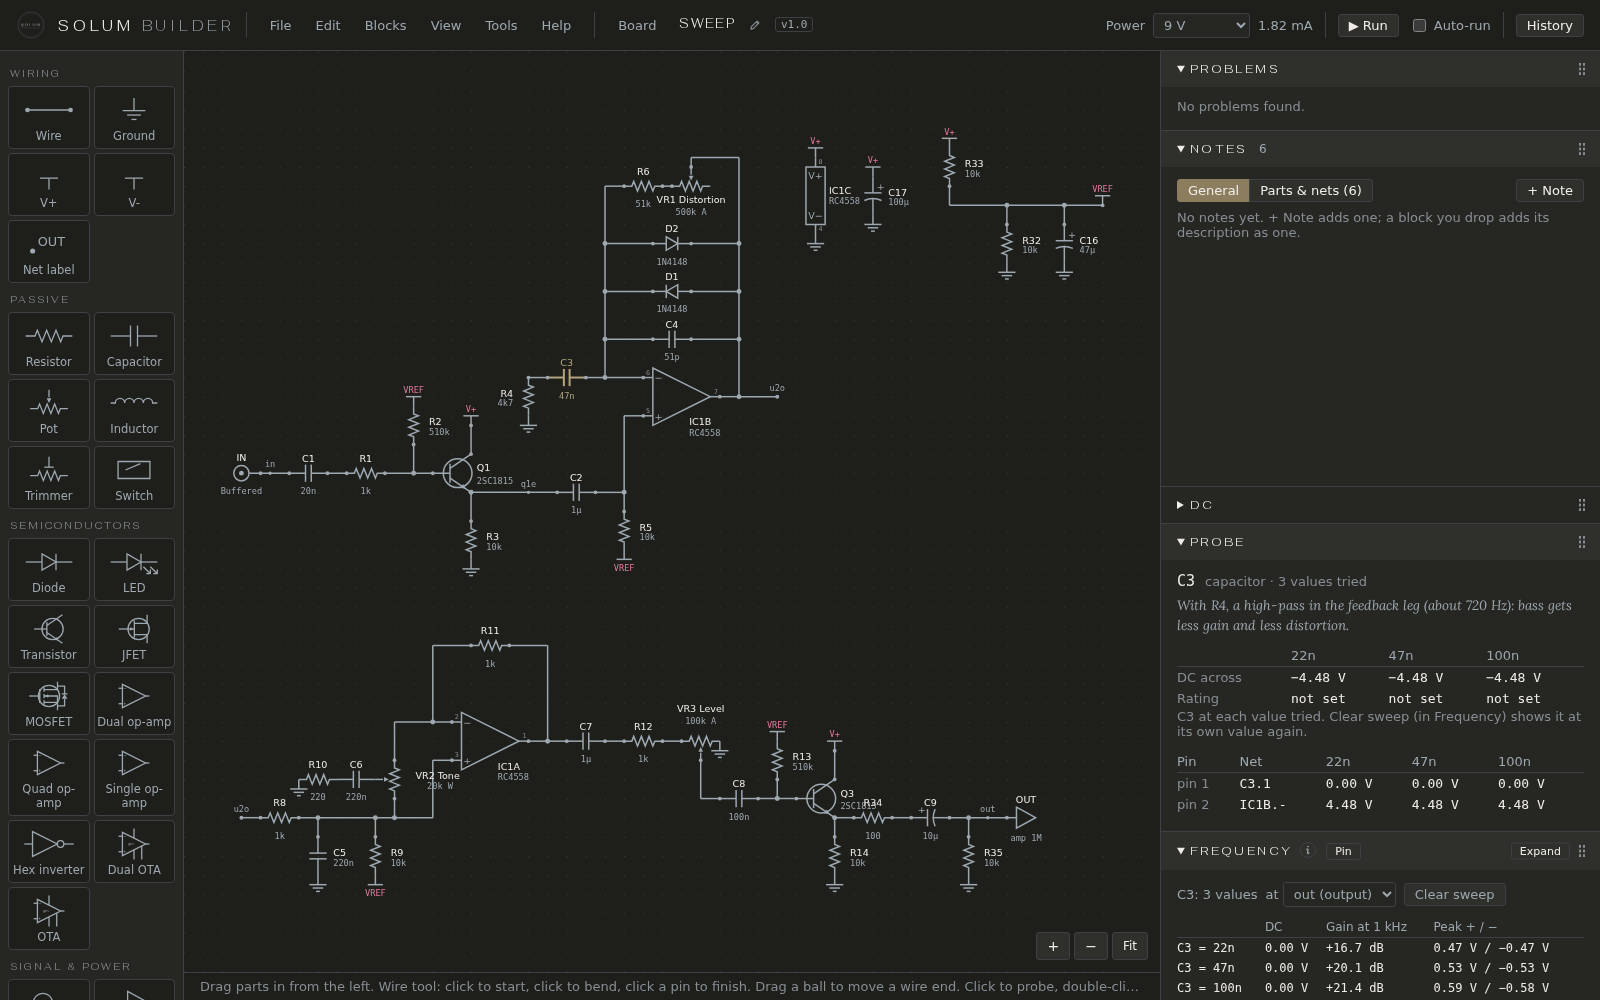 SOLUM BUILDER File Edit Blocks View Tools Help Board SWEEP v1.0 Power 9 V 1.82 mA ▶ Run Auto-run History
WIRING
Wire Ground
V+ V-
OUT
Net label
PASSIVE
Resistor Capacitor
Pot Inductor
Trimmer Switch
SEMICONDUCTORS
Diode LED
Transistor JFET
MOSFET Dual op-amp
Quad op-amp Single op-amp
Hex inverter Dual OTA
OTA
SIGNAL & POWER
R6
51k
VR1 Distortion
500k A
D2
1N4148
D1
1N4148
C4
51p
C3
47n
R4
4k7
6
5
7
IC1B
RC4558
u2o
V+
8
V+
V−
4
IC1C
RC4558
V+
C17
100µ
V+
R33
10k
VREF
R32
10k
C16
47µ
VREF
R2
510k
V+
IN
Buffered
in
C1
20n
R1
1k
Q1
2SC1815
q1e
C2
1µ
R3
10k
R5
10k
VREF
R11
1k
2
3
1
IC1A
RC4558
R10
220
C6
220n
VR2 Tone
20k W
u2o
R8
1k
C5
220n
R9
10k
VREF
C7
1µ
R12
1k
VR3 Level
100k A
C8
100n
VREF
R13
510k
V+
Q3
2SC1815
R34
100
C9
10µ
out
OUT
amp 1M
R14
10k
R35
10k
+ − Fit
Drag parts in from the left. Wire tool: click to start, click to bend, click a pin to finish. Drag a ball to move a wire end. Click to probe, double-cli...
PROBLEMS
No problems found.
NOTES 6
General Parts & nets (6) + Note
No notes yet. + Note adds one; a block you drop adds its
description as one.
DC
PROBE
C3 capacitor · 3 values tried
With R4, a high-pass in the feedback leg (about 720 Hz): bass gets
less gain and less distortion.
22n 47n 100n
DC across −4.48 V −4.48 V −4.48 V
Rating not set not set not set
C3 at each value tried. Clear sweep (in Frequency) shows it at
its own value again.
Pin Net 22n 47n 100n
pin 1 C3.1 0.00 V 0.00 V 0.00 V
pin 2 IC1B.- 4.48 V 4.48 V 4.48 V
FREQUENCY i Pin Expand
C3: 3 values at out (output) Clear sweep
DC Gain at 1 kHz Peak + / −
C3 = 22n 0.00 V +16.7 dB 0.47 V / −0.47 V
C3 = 47n 0.00 V +20.1 dB 0.53 V / −0.53 V
C3 = 100n 0.00 V +21.4 dB 0.59 V / −0.58 V